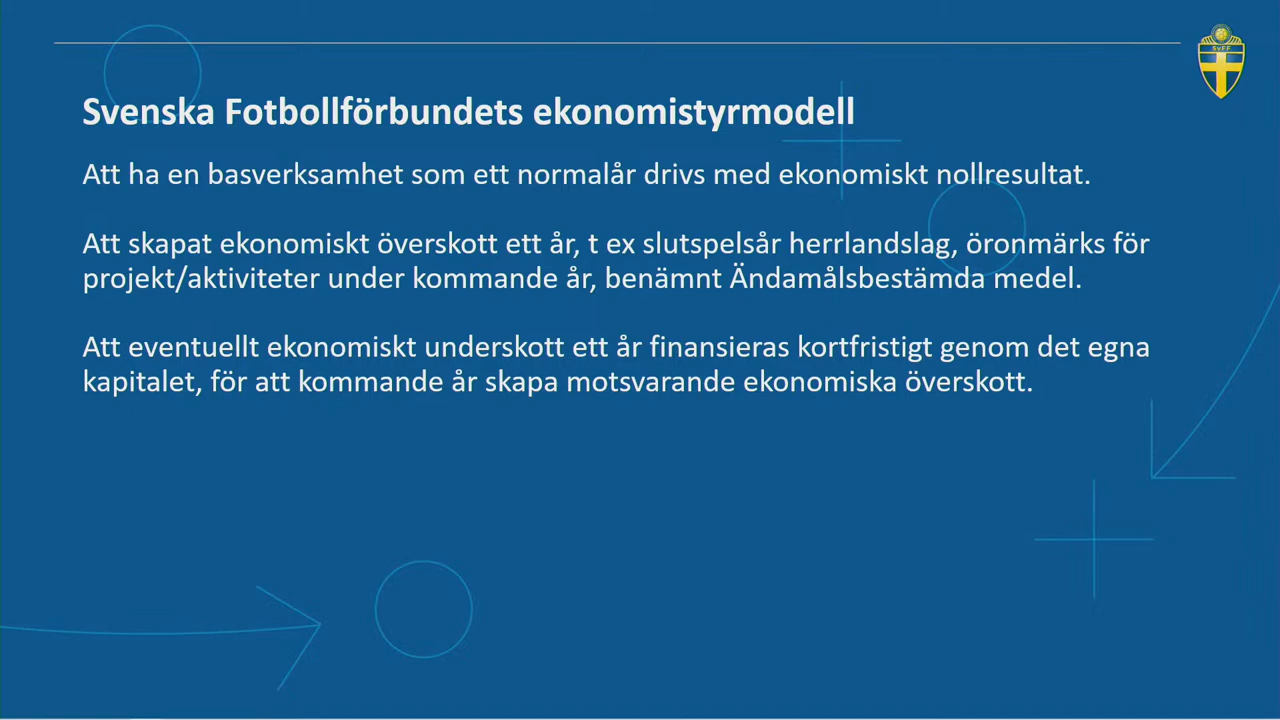 SvFF
Svenska Fotbollförbundets ekonomistyrmodell
Att ha en basverksamhet som ett normalår drivs med ekonomiskt nollresultat.
Att skapat ekonomiskt överskott ett år, t ex slutspelsår herrlandslag, öronmärks för
projekt/aktiviteter under kommande år, benämnt Ändamålsbestämda medel.
Att eventuellt ekonomiskt underskott ett år finansieras kortfristigt genom det egna
kapitalet, för att kommande år skapa motsvarande ekonomiska överskott.